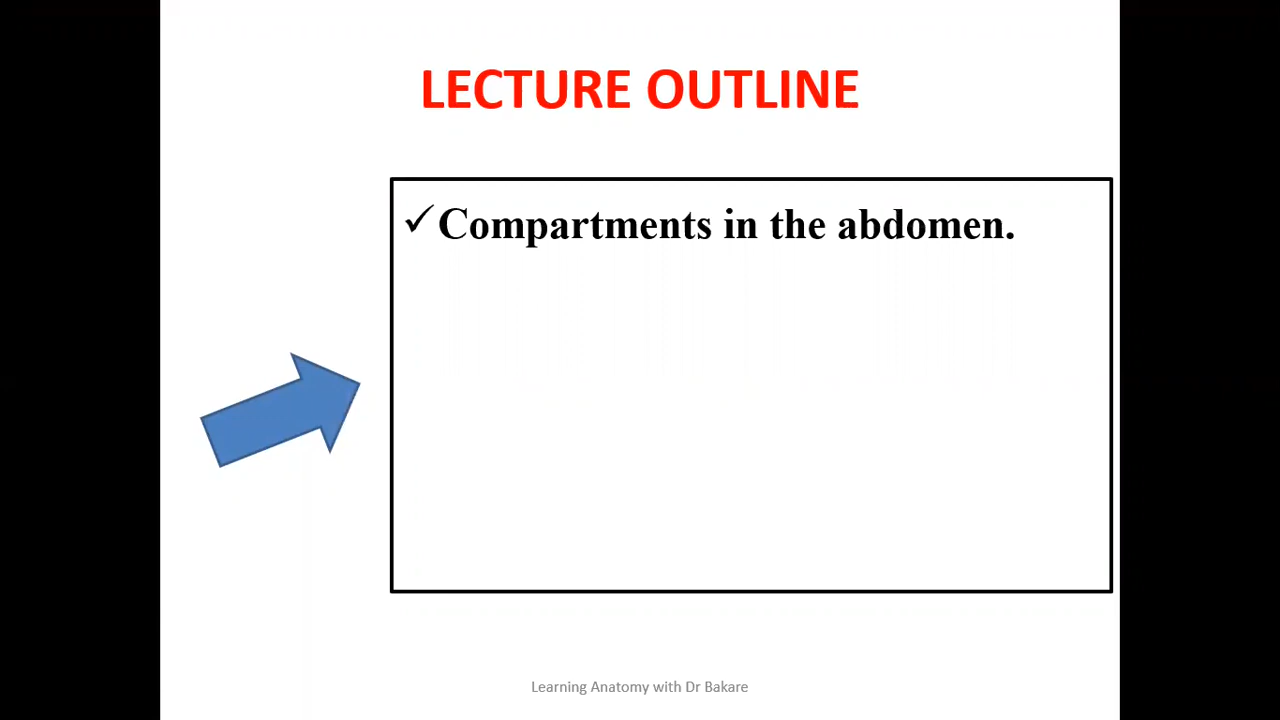 LECTURE OUTLINE
✓Compartments in the abdomen.
Learning Anatomy with Dr Bakare